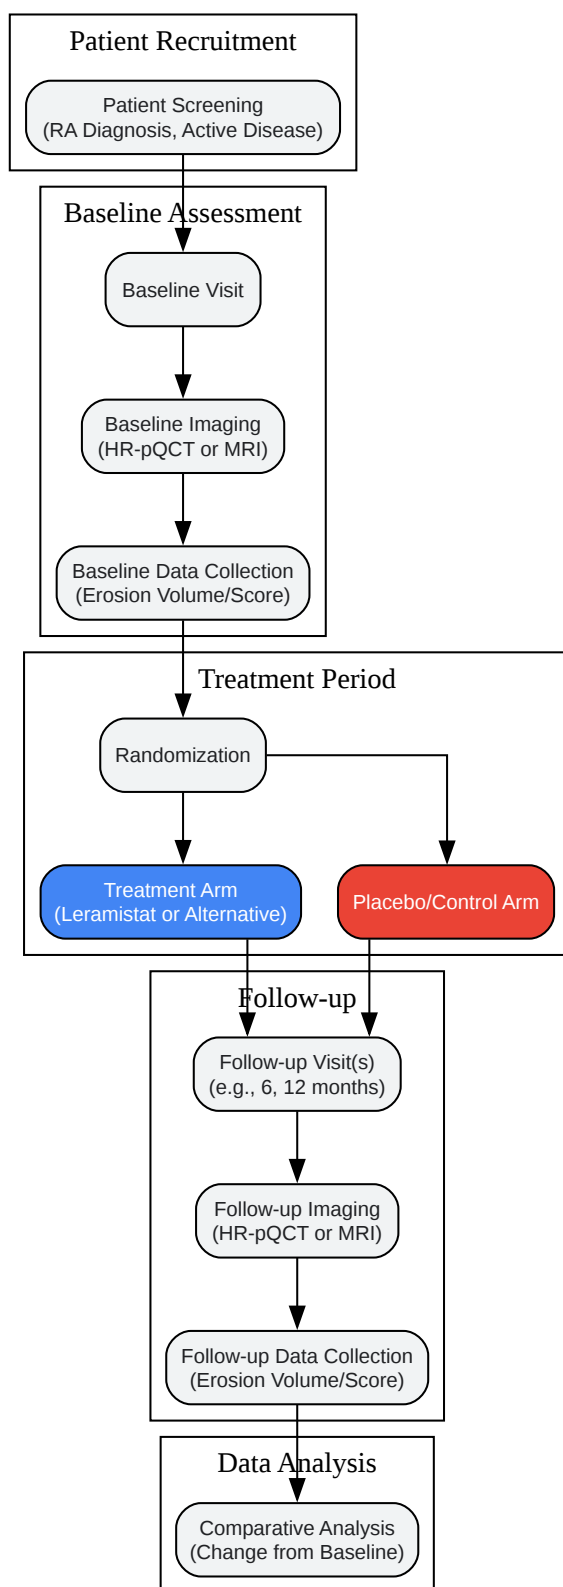 Patient Recruitment
Patient Screening
(RA Diagnosis, Active Disease)
Baseline Assessment
Baseline Visit
Baseline Imaging
(HR-pQCT or MRI)
Baseline Data Collection
(Erosion Volume/Score)
Treatment Period
Randomization
Treatment Arm
(Leramistat or Alternative)
Placebo/Control Arm
Follow-up
Follow-up Visit(s)
(e.g., 6, 12 months)
Follow-up Imaging
(HR-pQCT or MRI)
Follow-up Data Collection
(Erosion Volume/Score)
Data Analysis
Comparative Analysis
(Change from Baseline)